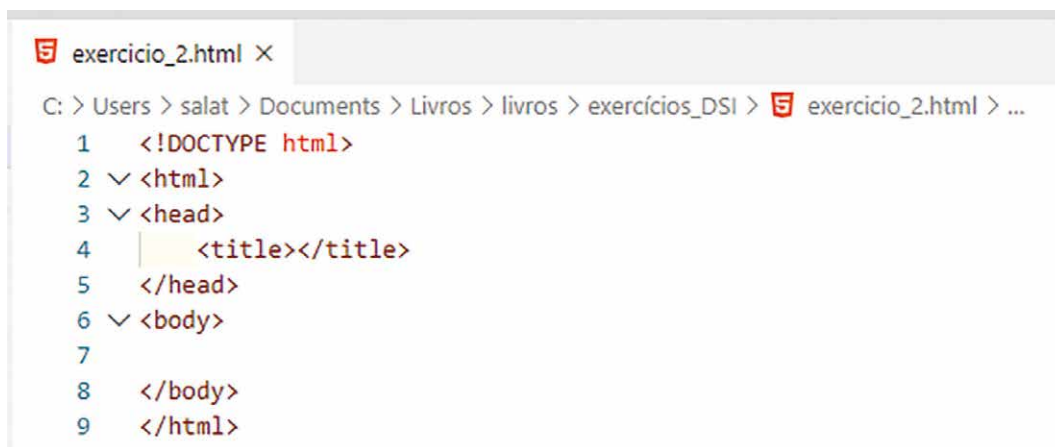 exercicio_2.html ×
C: > Users > salat > Documents > Livros > livros > exercícios_DSI > exercicio_2.html > ...
1 <!DOCTYPE html>
2 <html>
3 <head>
4     <title></title>
5 </head>
6 <body>
7
8 </body>
9 </html>